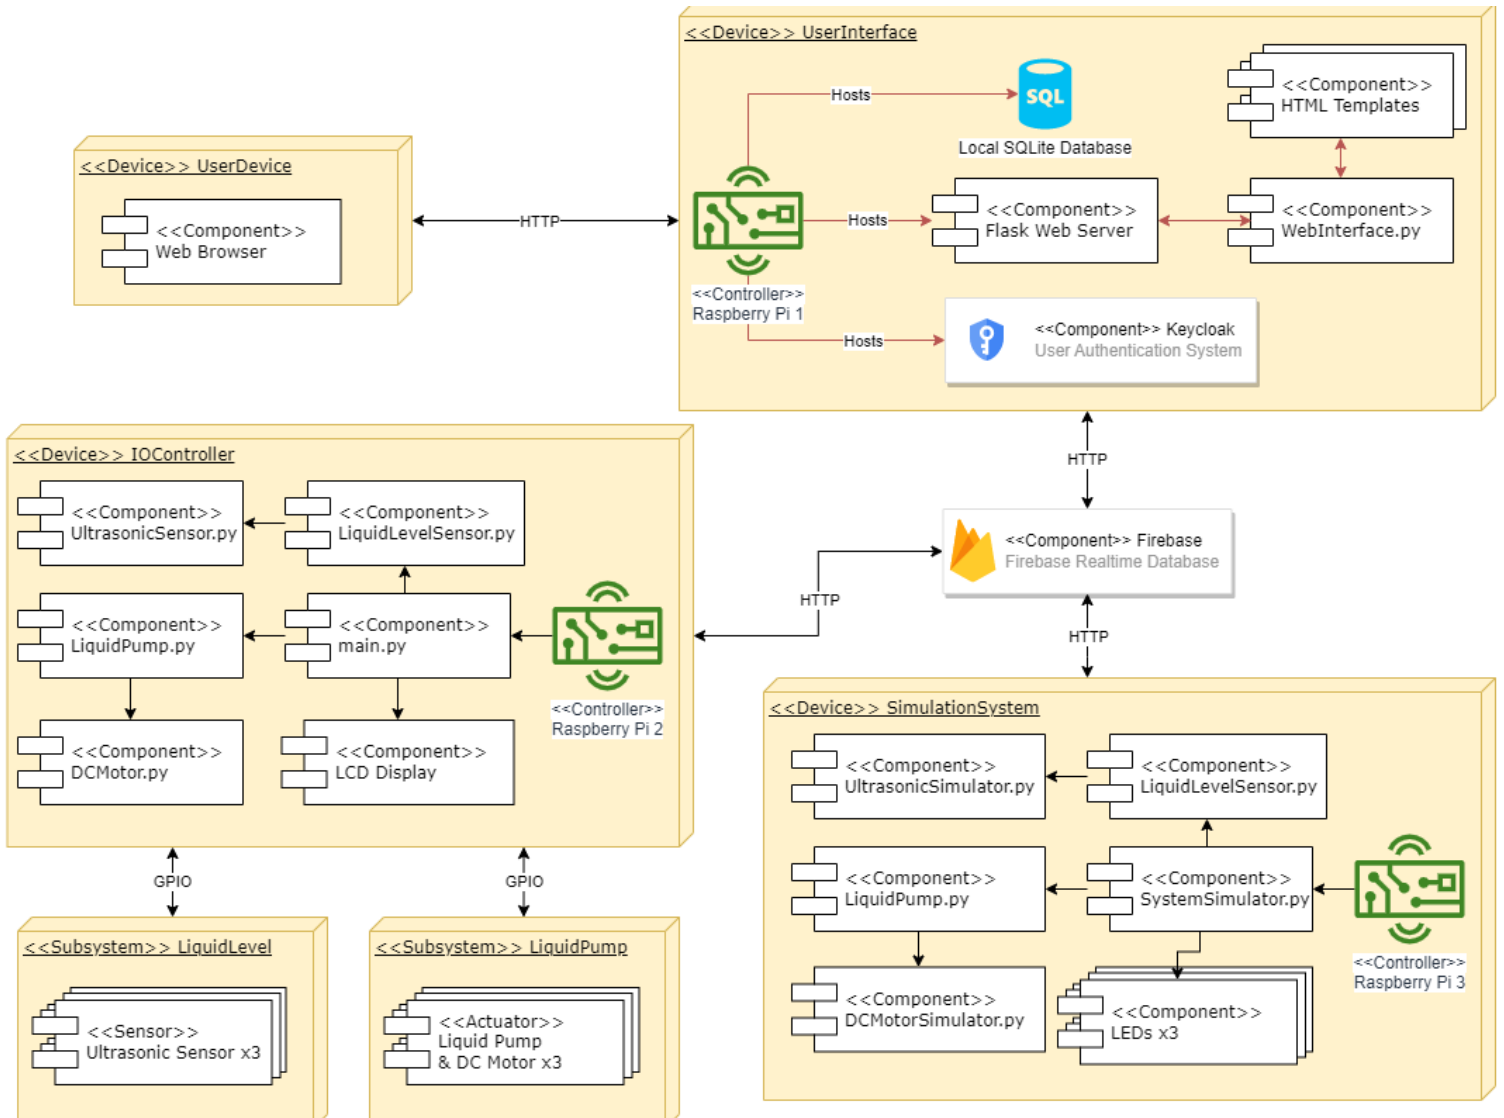 <<Device>> UserInterface
Hosts
SQL
Local SQLite Database
<<Component>>
HTML Templates
<<Device>> UserDevice
<<Component>>
Web Browser
HTTP
Hosts
<<Component>>
Flask Web Server
<<Component>>
WebInterface.py
<<Controller>>
Raspberry Pi 1
Hosts
<<Component>> Keycloak
User Authentication System
HTTP
<<Device>> IOController
<<Component>>
UltrasonicSensor.py
<<Component>>
LiquidLevelSensor.py
<<Component>>
LiquidPump.py
<<Component>>
main.py
<<Controller>>
Raspberry Pi 2
<<Component>>
DCMotor.py
<<Component>>
LCD Display
HTTP
<<Component>> Firebase
Firebase Realtime Database
HTTP
GPIO
GPIO
<<Subsystem>> LiquidLevel
<<Sensor>>
Ultrasonic Sensor x3
<<Subsystem>> LiquidPump
<<Actuator>>
Liquid Pump
& DC Motor x3
<<Device>> SimulationSystem
<<Component>>
UltrasonicSimulator.py
<<Component>>
LiquidLevelSensor.py
<<Component>>
LiquidPump.py
<<Component>>
SystemSimulator.py
<<Controller>>
Raspberry Pi 3
<<Component>>
DCMotorSimulator.py
<<Component>>
LEDs x3